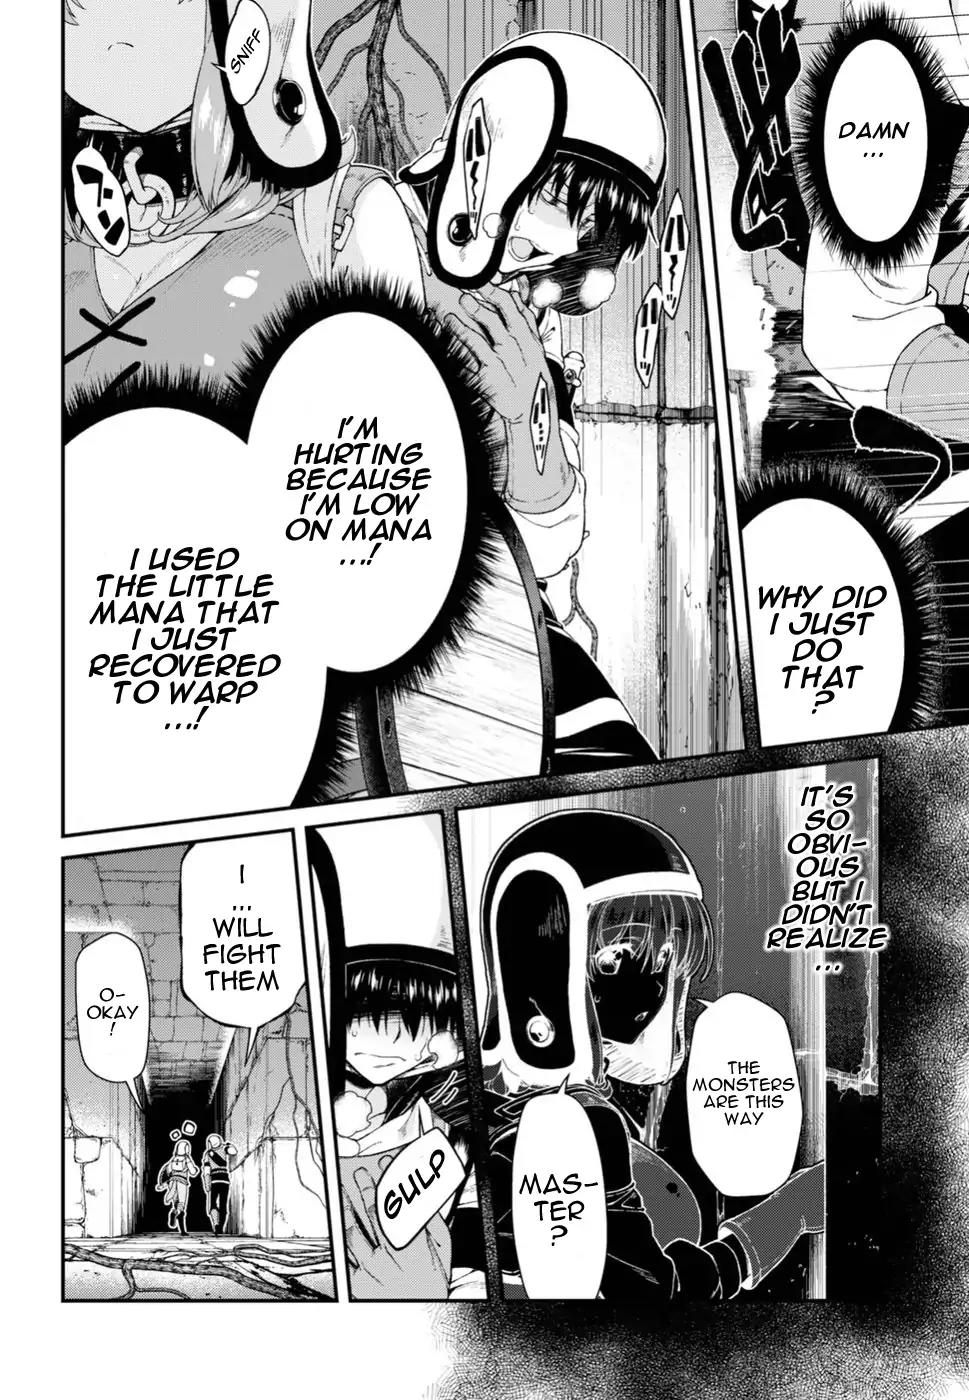 DAMN
...
WHY DID
I JUST
DO
THAT
?
SNIFF
I'M
HURTING
BECAUSE
I'M LOW
ON MANA
...!
I USED
THE LITTLE
MANA THAT
I JUST
RECOVERED
TO WARP
...!
IT'S
SO
OBVI-
OUS
BUT I
DIDN'T
REALIZE
...
THE
MONSTERS
ARE THIS
WAY
MAS-
TER
?
GULP
I
...
WILL
FIGHT
THEM
O-
OKAY
!